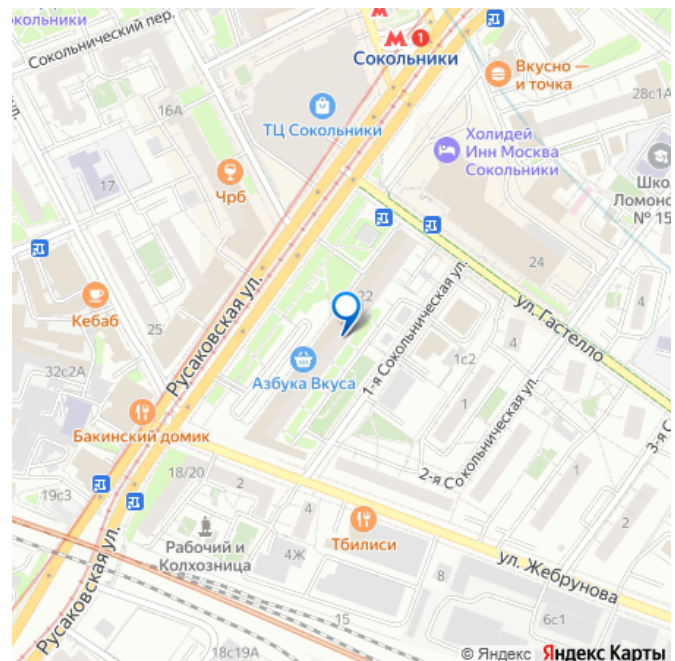 окольники
Сокольнический пер.
1
Сокольники
Вкусно —
и точка
28с1А
16А
ТЦ Сокольники
Холидей
Инн Москва
Сокольники
Шко
Ломоно
№ 15
17
Чрб
24
ул. Гастелло
4
22
Кебаб
25
Русаковская ул.
1-я Сокольническая ул.
1с2
4
32с2А
Азбука Вкуса
1
2-я Сокольническая ул.
3-я С
Бакинский домик
18/20
2
1
19с3
4
2
Рабочий и
Колхозница
4Ж
Тбилиси
ул. Жебрунова
8
Русаковская ул.
15
6с1
18с19А
© Яндекс Яндекс Карты